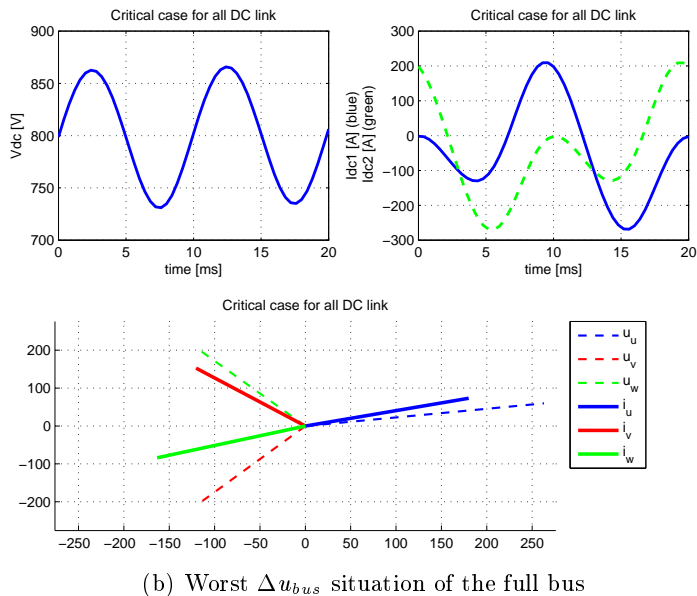 Critical case for all DC link
900
850
800
750
700
Vdc [V]
0 5 10 15 20
time [ms]
Critical case for all DC link
300
200
100
0
−100
−200
−300
Idc1 [A] (blue)
Idc2 [A] (green)
0 5 10 15 20
time [ms]
Critical case for all DC link
200
100
0
−100
−200
−250 −200 −150 −100 −50 0 50 100 150 200 250
u_u
u_v
u_w
i_u
i_v
i_w
(b) Worst Δu_{bus} situation of the full bus